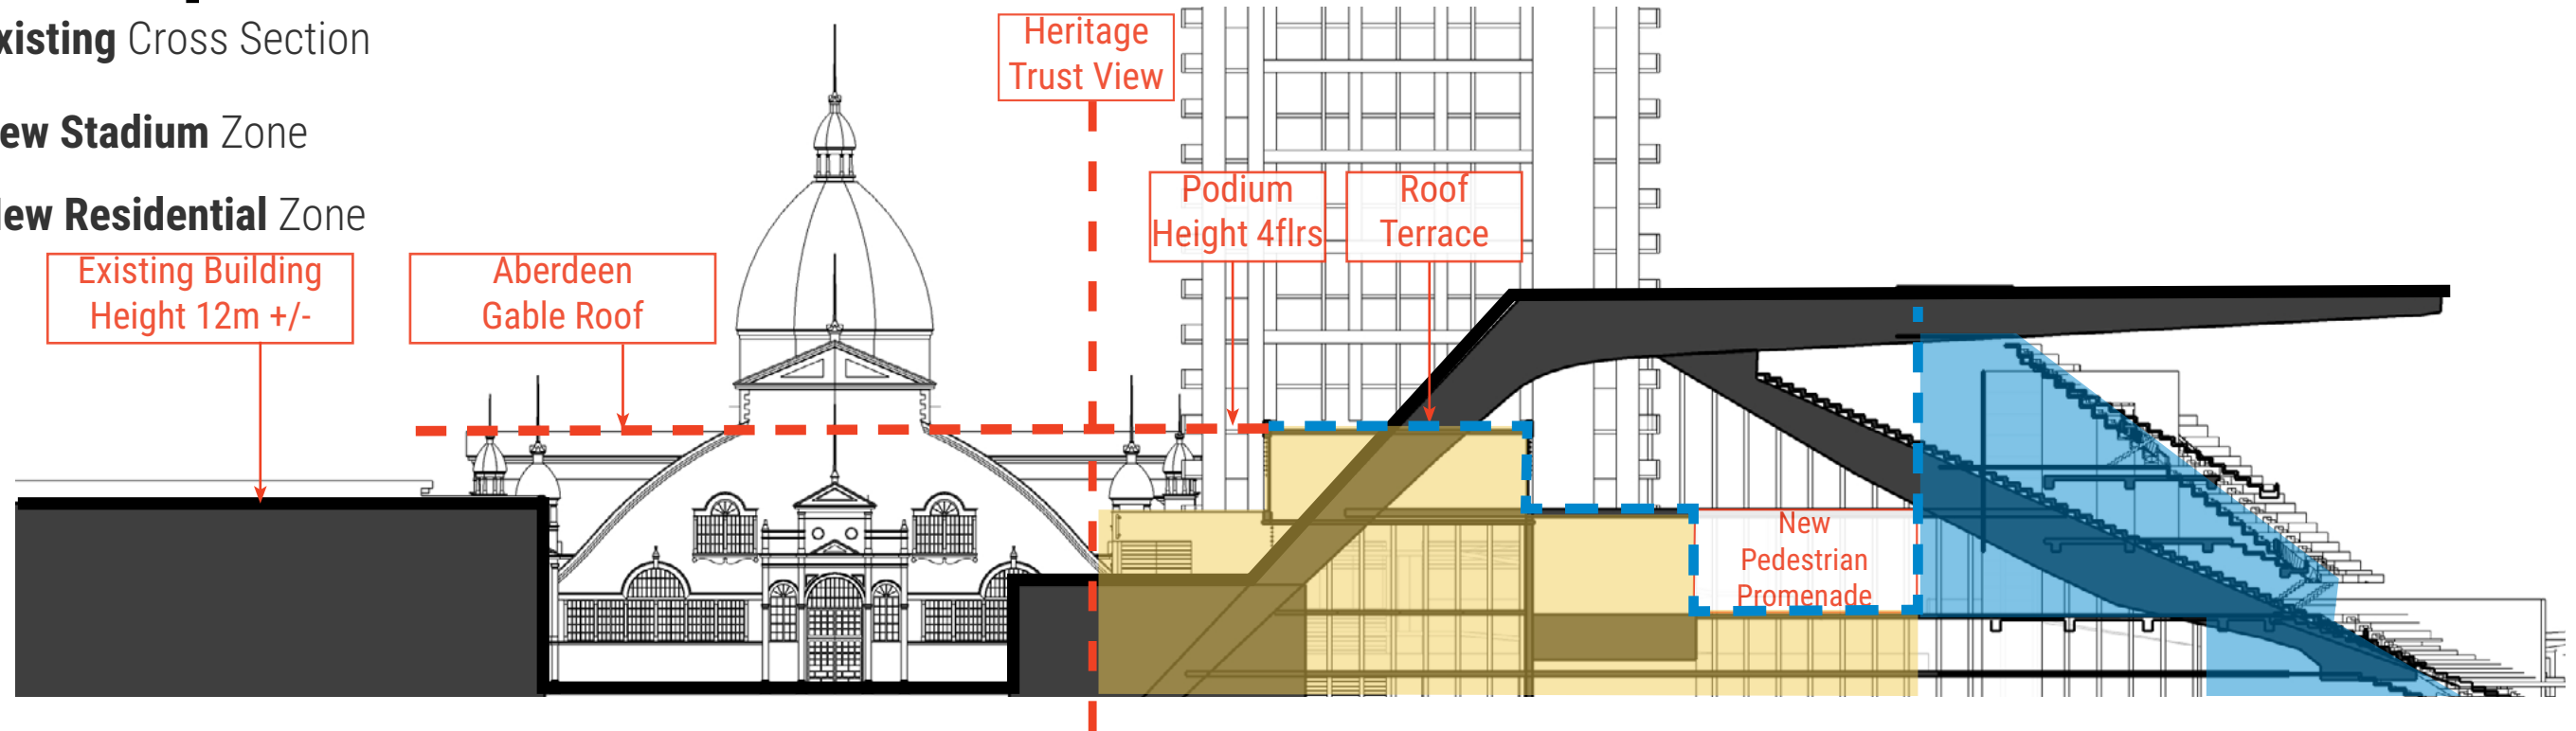 xisting Cross Section
ew Stadium Zone
ew Residential Zone
Heritage
Trust View
Podium
Height 4flrs
Roof
Terrace
Existing Building
Height 12m +/-
Aberdeen
Gable Roof
New
Pedestrian
Promenade